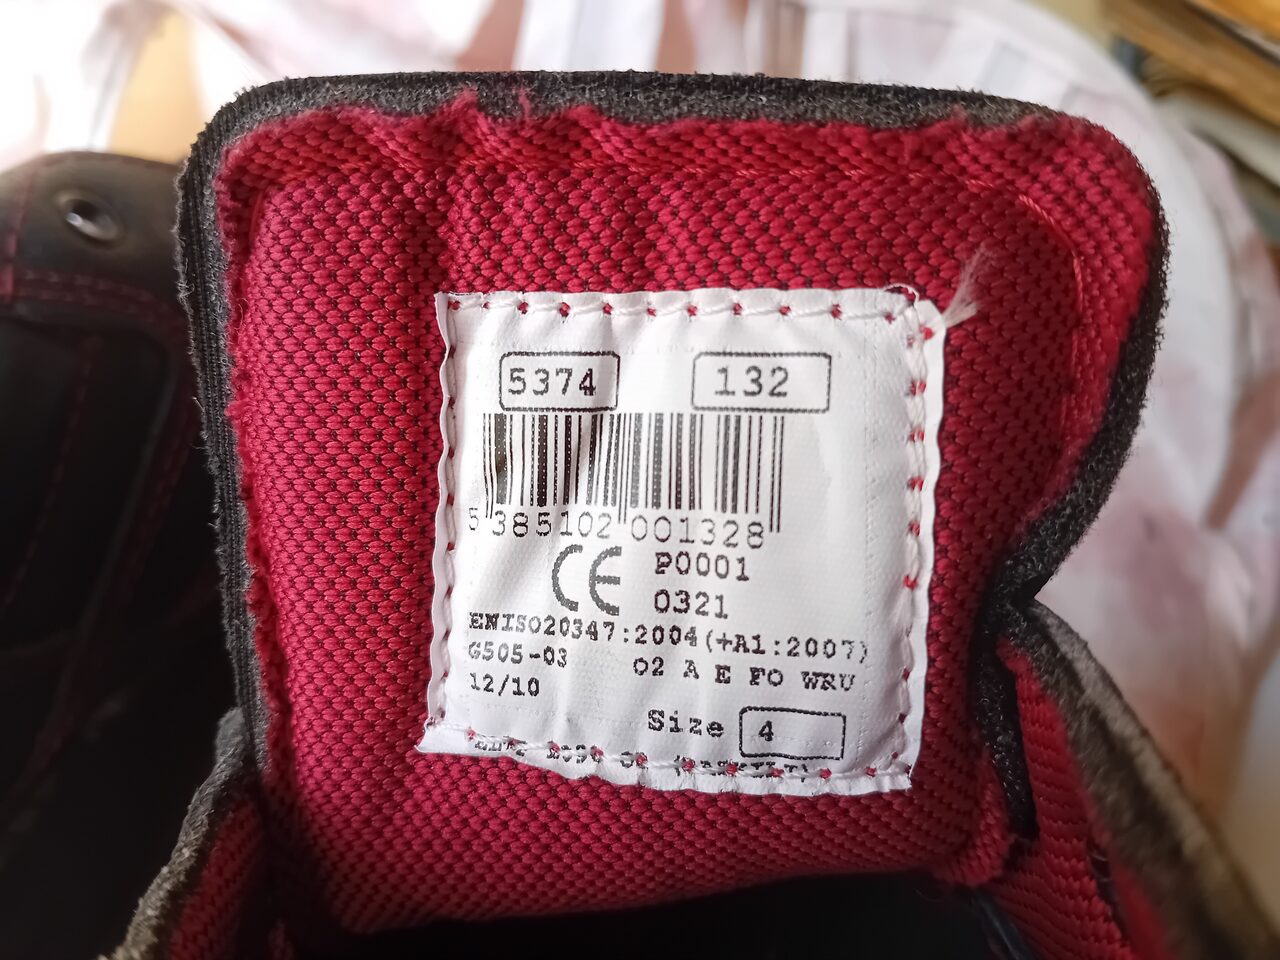 5374 132
5 385102 001328
CE P0001
0321
ENISO20347:2004(+A1:2007)
G505-03 O2 A E FO WRU
12/10
Size 4